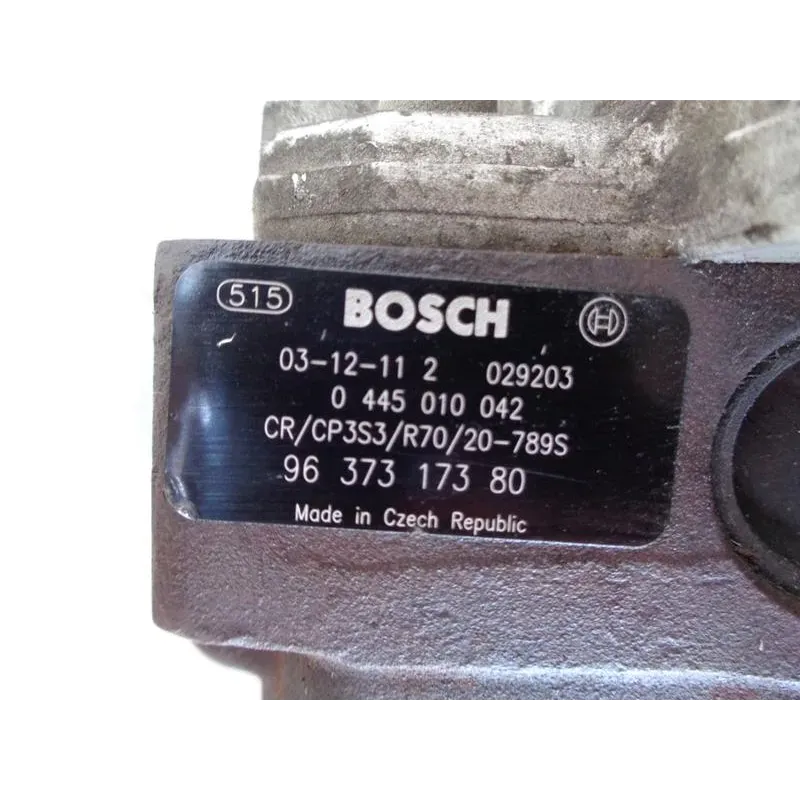 515 BOSCH
03-12-11 2 029203
0 445 010 042
CR/CP3S3/R70/20-789S
96 373 173 80
Made in Czech Republic